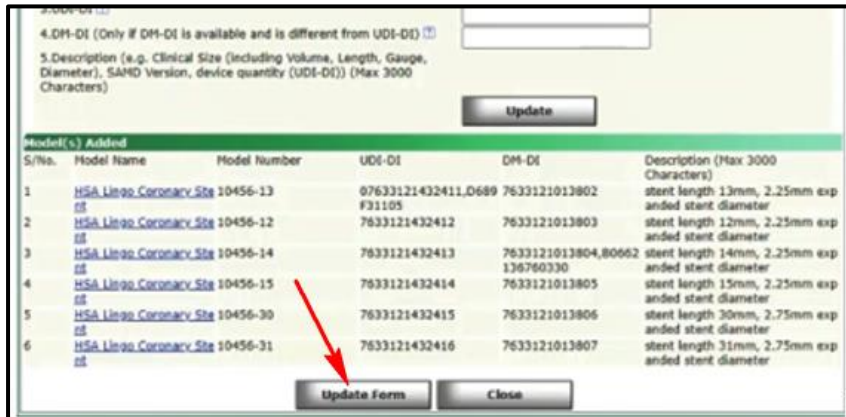 3.UDI-DI [?]
4.DM-DI (Only if DM-DI is available and is different from UDI-DI) [?]
5.Description (e.g. Clinical Size (including Volume, Length, Gauge,
Diameter), SAMD Version, device quantity (UDI-DI)) (Max 3000
Characters)
Update
Model(s) Added
S/No. Model Name Model Number UDI-DI DM-DI Description (Max 3000
Characters)
1 HSA Lingo Coronary Ste 10456-13 07633121432411,D689 7633121013802 stent length 13mm, 2.25mm exp
nt F31105 anded stent diameter
2 HSA Lingo Coronary Ste 10456-12 7633121432412 7633121013803 stent length 12mm, 2.25mm exp
nt anded stent diameter
3 HSA Lingo Coronary Ste 10456-14 7633121432413 7633121013804,B0662 stent length 14mm, 2.25mm exp
nt 136760330 anded stent diameter
4 HSA Lingo Coronary Ste 10456-15 7633121432414 7633121013805 stent length 15mm, 2.25mm exp
nt anded stent diameter
5 HSA Lingo Coronary Ste 10456-30 7633121432415 7633121013806 stent length 30mm, 2.75mm exp
nt anded stent diameter
6 HSA Lingo Coronary Ste 10456-31 7633121432416 7633121013807 stent length 31mm, 2.75mm exp
nt anded stent diameter
Update Form Close